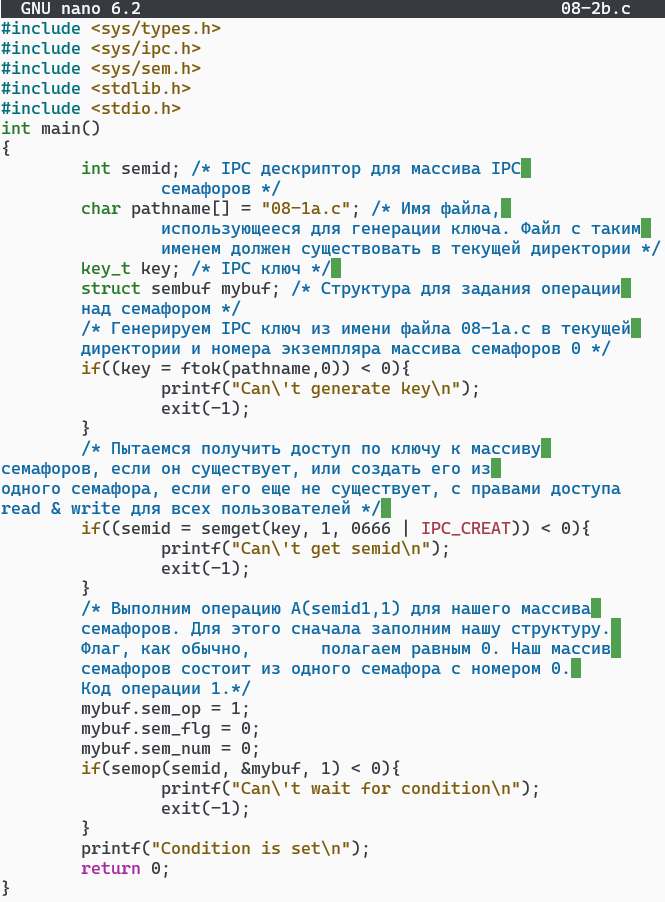 GNU nano 6.2 08-2b.c
#include <sys/types.h>
#include <sys/ipc.h>
#include <sys/sem.h>
#include <stdlib.h>
#include <stdio.h>
int main()
{
        int semid; /* IPC дескриптор для массива IPC
                семафоров */
        char pathname[] = "08-1a.c"; /* Имя файла,
                использующееся для генерации ключа. Файл с таким
                именем должен существовать в текущей директории */
        key_t key; /* IPC ключ */
        struct sembuf mybuf; /* Структура для задания операции
        над семафором */
        /* Генерируем IPC ключ из имени файла 08-1a.c в текущей
        директории и номера экземпляра массива семафоров 0 */
        if((key = ftok(pathname,0)) < 0){
                printf("Can\'t generate key\n");
                exit(-1);
        }
        /* Пытаемся получить доступ по ключу к массиву
семафоров, если он существует, или создать его из
одного семафора, если его еще не существует, с правами доступа
read & write для всех пользователей */
        if((semid = semget(key, 1, 0666 | IPC_CREAT)) < 0){
                printf("Can\'t get semid\n");
                exit(-1);
        }
        /* Выполним операцию A(semid1,1) для нашего массива
        семафоров. Для этого сначала заполним нашу структуру.
        Флаг, как обычно,       полагаем равным 0. Наш массив
        семафоров состоит из одного семафора с номером 0.
        Код операции 1.*/
        mybuf.sem_op = 1;
        mybuf.sem_flg = 0;
        mybuf.sem_num = 0;
        if(semop(semid, &mybuf, 1) < 0){
                printf("Can\'t wait for condition\n");
                exit(-1);
        }
        printf("Condition is set\n");
        return 0;
}